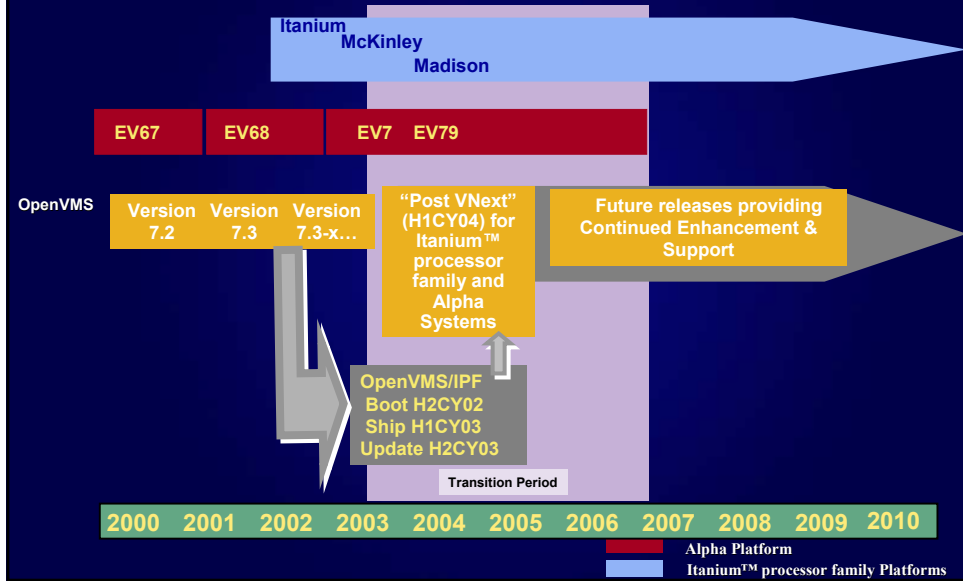 Itanium
McKinley
Madison
EV67 EV68 EV7 EV79
OpenVMS
Version
7.2
Version
7.3
Version
7.3-x…
“Post VNext”
(H1CY04) for
Itanium™
processor
family and
Alpha
Systems
Future releases providing
Continued Enhancement &
Support
OpenVMS/IPF
Boot H2CY02
Ship H1CY03
Update H2CY03
Transition Period
2000 2001 2002 2003 2004 2005 2006 2007 2008 2009 2010
Alpha Platform
Itanium™ processor family Platforms